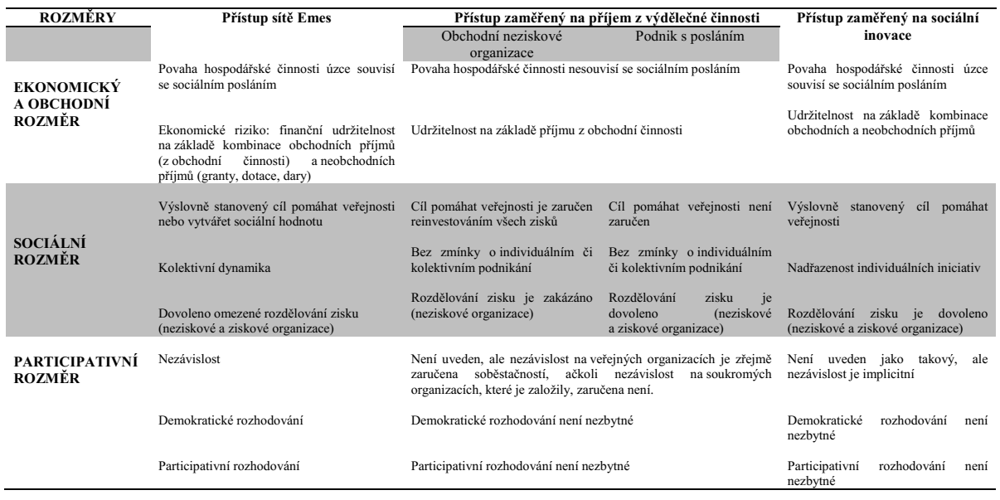 ROZMĚRY
Přístup sítě Emes
Přístup zaměřený na příjem z výdělečné činnosti
Přístup zaměřený na sociální
inovace
Obchodní neziskové
organizace
Podnik s posláním
EKONOMICKÝ
A OBCHODNÍ
ROZMĚR
Povaha hospodářské činnosti úzce souvisí
se sociálním posláním
Povaha hospodářské činnosti nesouvisí se sociálním posláním
Povaha hospodářské činnosti úzce
souvisí se sociálním posláním
Ekonomické riziko: finanční udržitelnost
na základě kombinace obchodních příjmů
(z obchodní činnosti) a neobchodních
příjmů (granty, dotace, dary)
Udržitelnost na základě příjmu z obchodní činnosti
Udržitelnost na základě kombinace
obchodních a neobchodních příjmů
SOCIÁLNÍ
ROZMĚR
Výslovně stanovený cíl pomáhat veřejnosti
nebo vytvářet sociální hodnotu
Cíl pomáhat veřejnosti je zaručen
reinvestováním všech zisků
Cíl pomáhat veřejnosti není
zaručen
Výslovně stanovený cíl pomáhat
veřejnosti
Kolektivní dynamika
Bez zmínky o individuálním či
kolektivním podnikání
Bez zmínky o individuálním
či kolektivním podnikání
Nadřazenost individuálních iniciativ
Dovoleno omezené rozdělování zisku
(neziskové a ziskové organizace)
Rozdělování zisku je zakázáno
(neziskové organizace)
Rozdělování zisku je
dovoleno (neziskové
a ziskové organizace)
Rozdělování zisku je dovoleno
(neziskové a ziskové organizace)
PARTICIPATIVNÍ
ROZMĚR
Nezávislost
Není uveden, ale nezávislost na veřejných organizacích je zřejmě
zaručena soběstačností, ačkoli nezávislost na soukromých
organizacích, které je založily, zaručena není.
Není uveden jako takový, ale
nezávislost je implicitní
Demokratické rozhodování
Demokratické rozhodování není nezbytné
Demokratické rozhodování není
nezbytné
Participativní rozhodování
Participativní rozhodování není nezbytné
Participativní rozhodování není
nezbytné